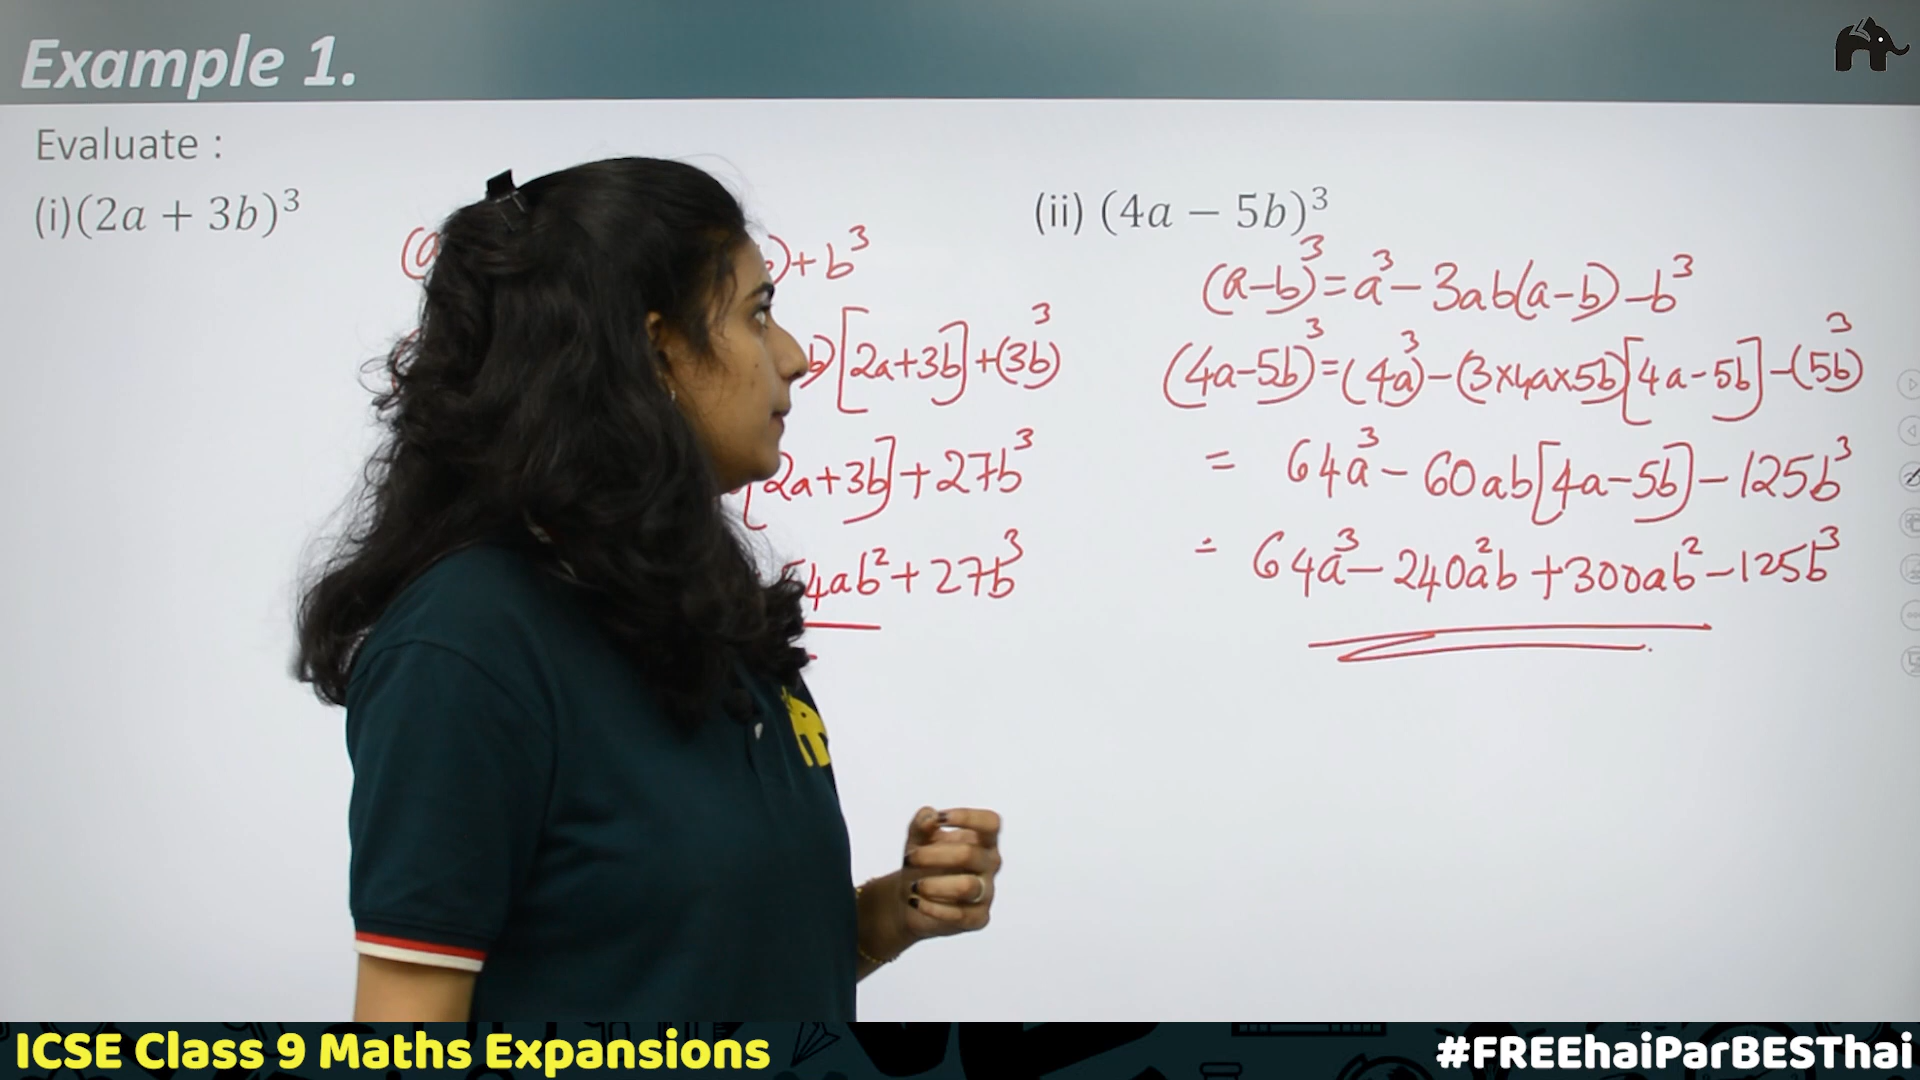 Example 1.
Evaluate :
(i)(2a + 3b)³
(a b)+b³
b)[2a+3b]+(3b)³
[2a+3b]+27b³
54ab²+27b³
(ii) (4a − 5b)³
(a-b)³=a³-3ab(a-b)-b³
(4a-5b)³=(4a)³-(3×4a×5b)[4a-5b]-(5b)³
= 64a³-60ab[4a-5b]-125b³
= 64a³-240a²b+300ab²-125b³
ICSE Class 9 Maths Expansions
#FREEhaiParBESThai